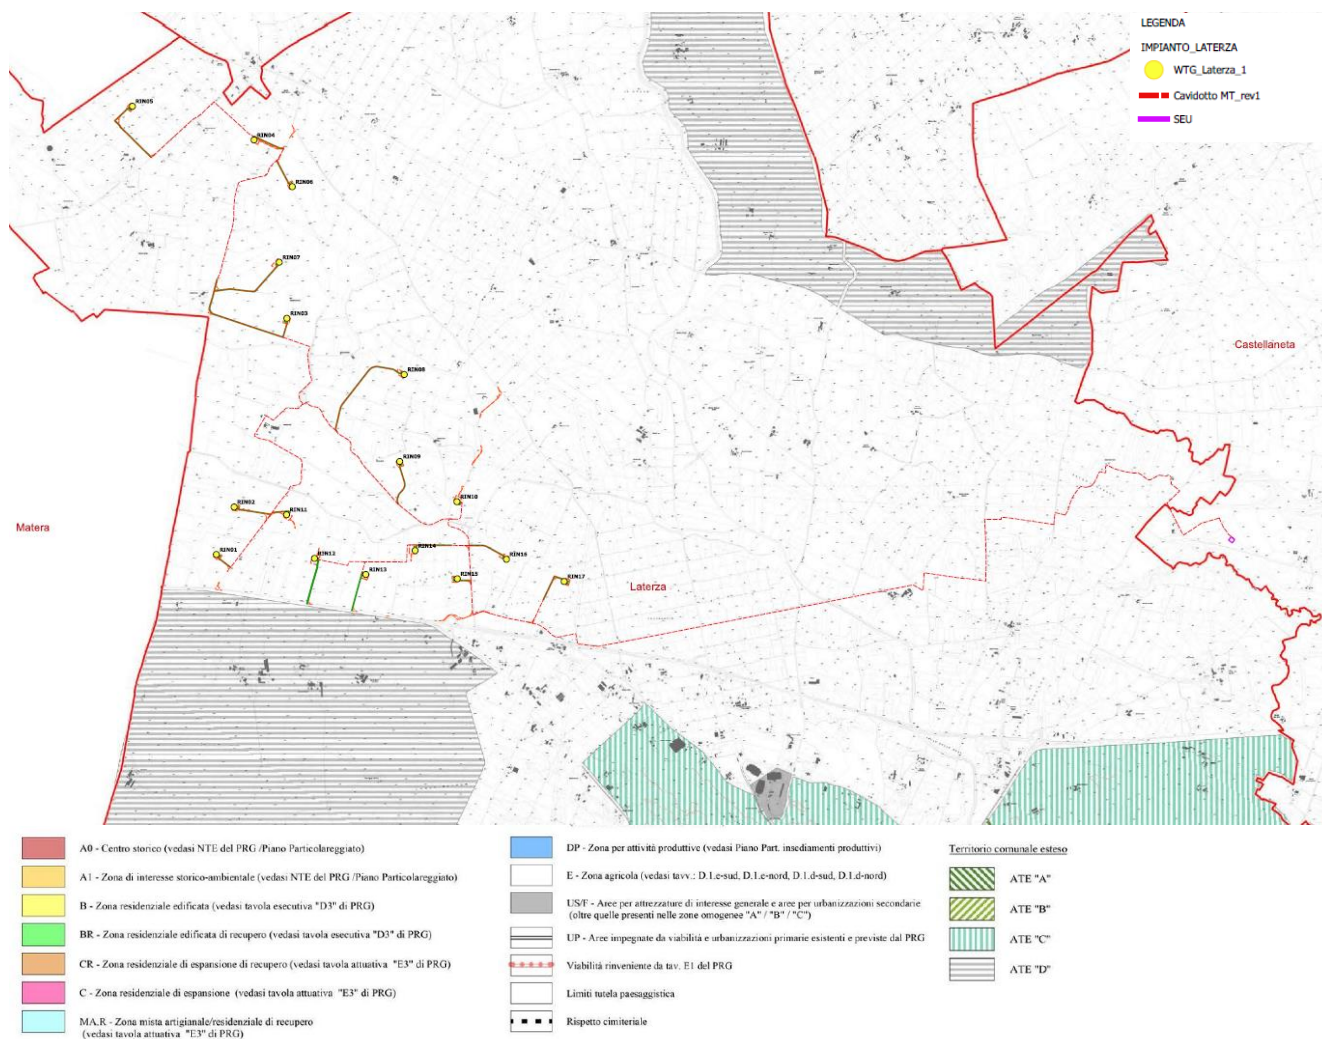 LEGENDA
IMPIANTO_LATERZA
WTG_Laterza_1
Cavidotto MT_rev1
SEU
RIN05
RIN04
RIN06
RIN07
RIN03
RIN08
Castellaneta
RIN09
RIN10
RIN02
RIN11
Matera
RIN01
RIN12
RIN14
RIN16
RIN13
RIN15
RIN17
Laterza
A0 - Centro storico (vedasi NTE del PRG /Piano Particolareggiato)
A1 - Zona di interesse storico-ambientale (vedasi NTE del PRG /Piano Particolareggiato)
B - Zona residenziale edificata (vedasi tavola esecutiva "D3" di PRG)
BR - Zona residenziale edificata di recupero (vedasi tavola esecutiva "D3" di PRG)
CR - Zona residenziale di espansione di recupero (vedasi tavola attuativa "E3" di PRG)
C - Zona residenziale di espansione (vedasi tavola attuativa "E3" di PRG)
MA.R - Zona mista artigianale/residenziale di recupero
(vedasi tavola attuativa "E3" di PRG)
DP - Zona per attività produttive (vedasi Piano Part. insediamenti produttivi)
E - Zona agricola (vedasi tavv.: D.1.c-sud, D.1.c-nord, D.1.d-sud, D.1.d-nord)
US/F - Aree per attrezzature di interesse generale e aree per urbanizzazioni secondarie
(oltre quelle presenti nelle zone omogenee "A" / "B" / "C")
UP - Aree impegnate da viabilità e urbanizzazioni primarie esistenti e previste dal PRG
Viabilità rinveniente da tav. E1 del PRG
Limiti tutela paesaggistica
Rispetto cimiteriale
Territorio comunale esteso
ATE "A"
ATE "B"
ATE "C"
ATE "D"